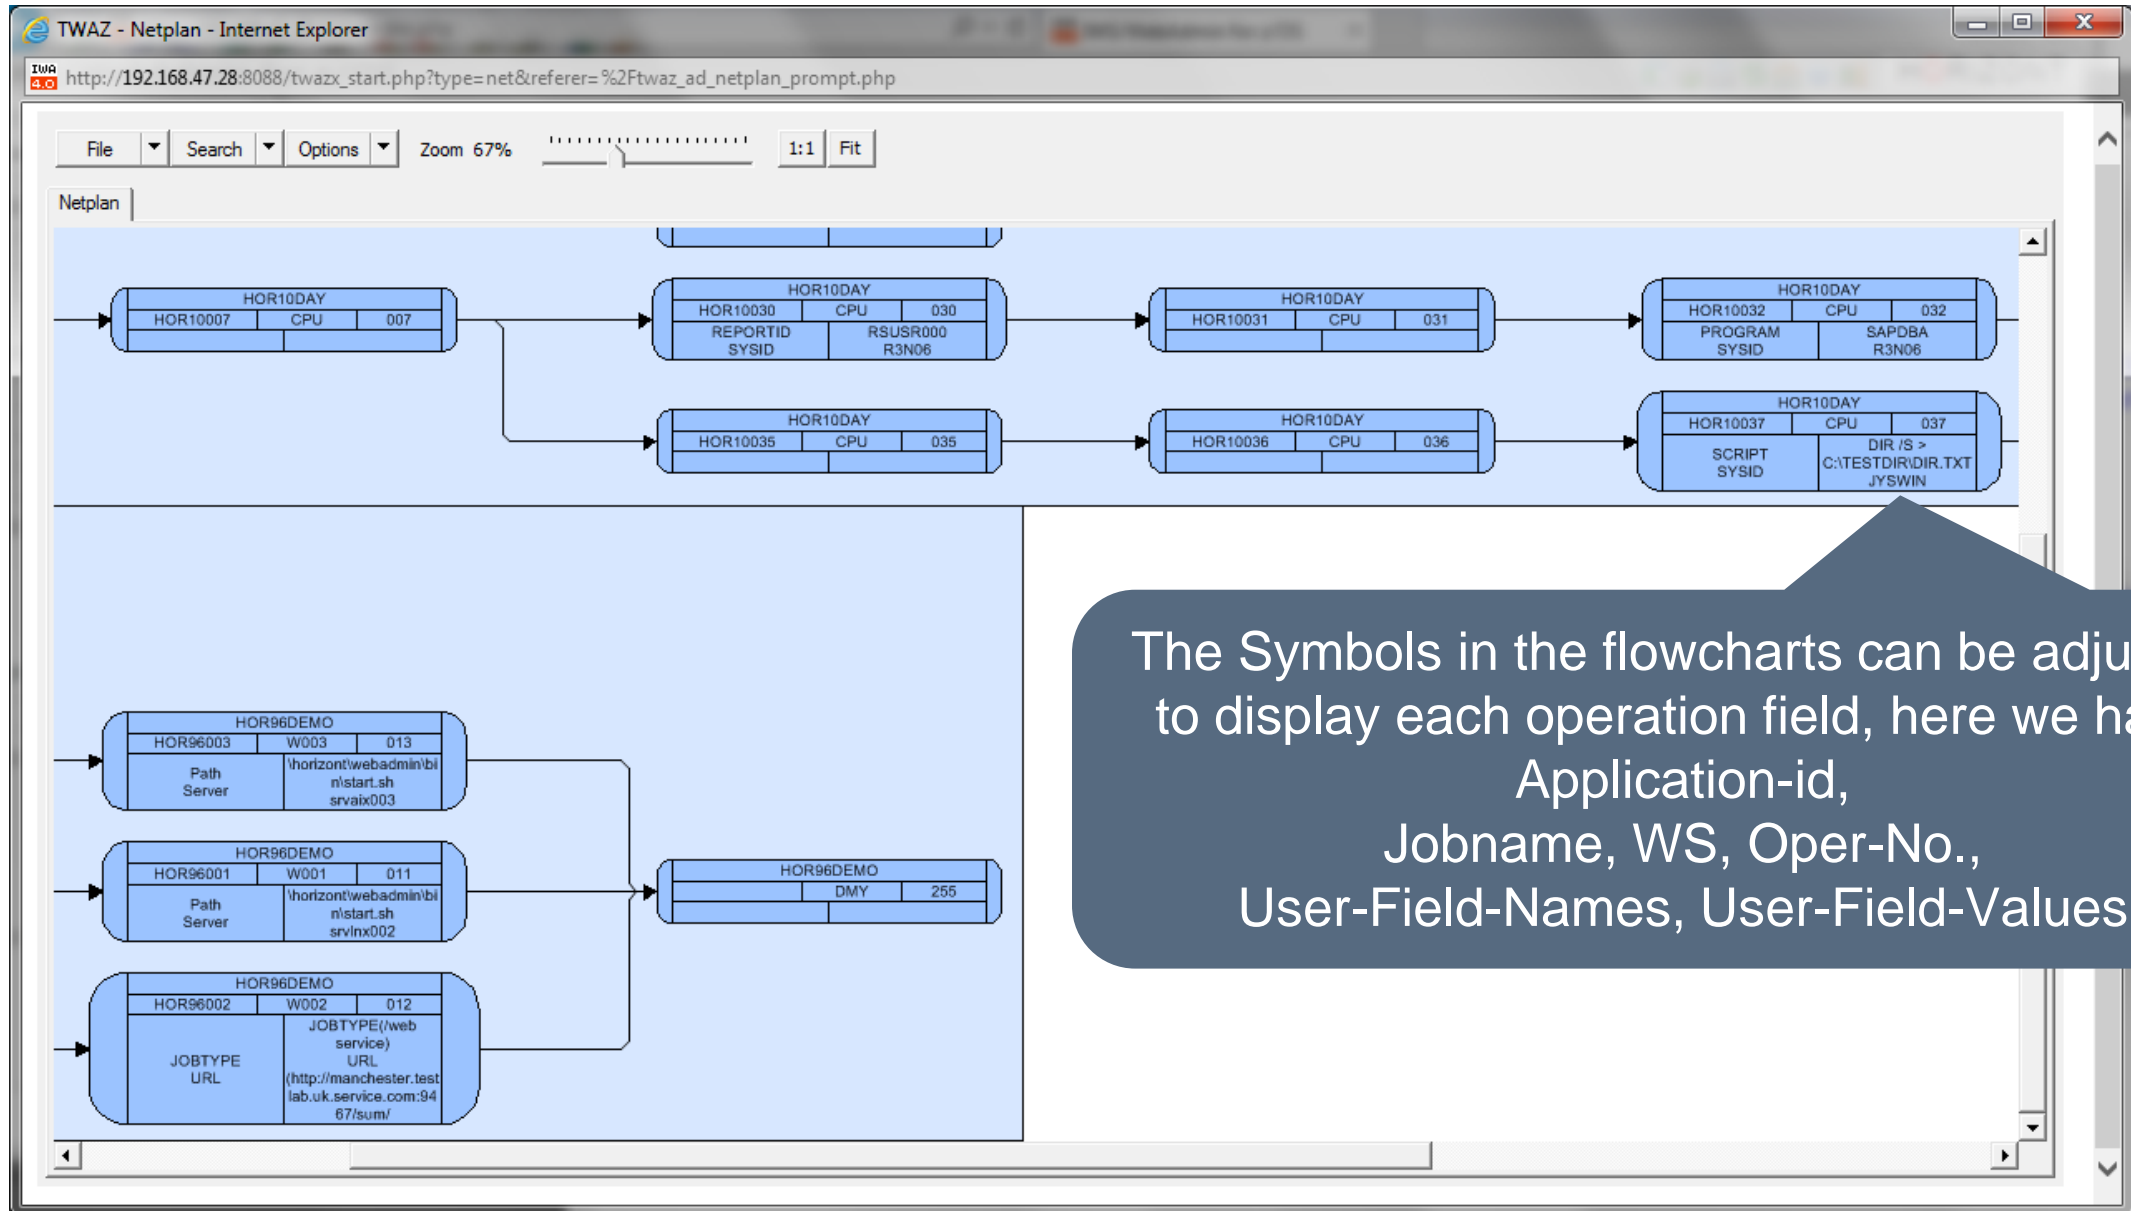 TWAZ - Netplan - Internet Explorer
IWA
4.0
http://192.168.47.28:8088/twazx_start.php?type=net&referer=%2Ftwaz_ad_netplan_prompt.php
File Search Options Zoom 67% 1:1 Fit
Netplan
HOR10DAY
HOR10007 CPU 007
HOR10DAY
HOR10030 CPU 030
REPORTID RSUSR000
SYSID R3N06
HOR10DAY
HOR10031 CPU 031
HOR10DAY
HOR10032 CPU 032
PROGRAM SAPDBA
SYSID R3N06
HOR10DAY
HOR10035 CPU 035
HOR10DAY
HOR10036 CPU 036
HOR10DAY
HOR10037 CPU 037
SCRIPT
SYSID
DIR /S >
C:\TESTDIR\DIR.TXT
JYSWIN
The Symbols in the flowcharts can be adju
to display each operation field, here we ha
Application-id,
Jobname, WS, Oper-No.,
User-Field-Names, User-Field-Values
HOR96DEMO
HOR96003 W003 013
Path
Server
\horizont\webadmin\bi
n\start.sh
srvaix003
HOR96DEMO
HOR96001 W001 011
Path
Server
\horizont\webadmin\bi
n\start.sh
srvlnx002
HOR96DEMO
DMY 255
HOR96DEMO
HOR96002 W002 012
JOBTYPE
URL
JOBTYPE(/web
service)
URL
(http://manchester.test
lab.uk.service.com:94
67/sum/